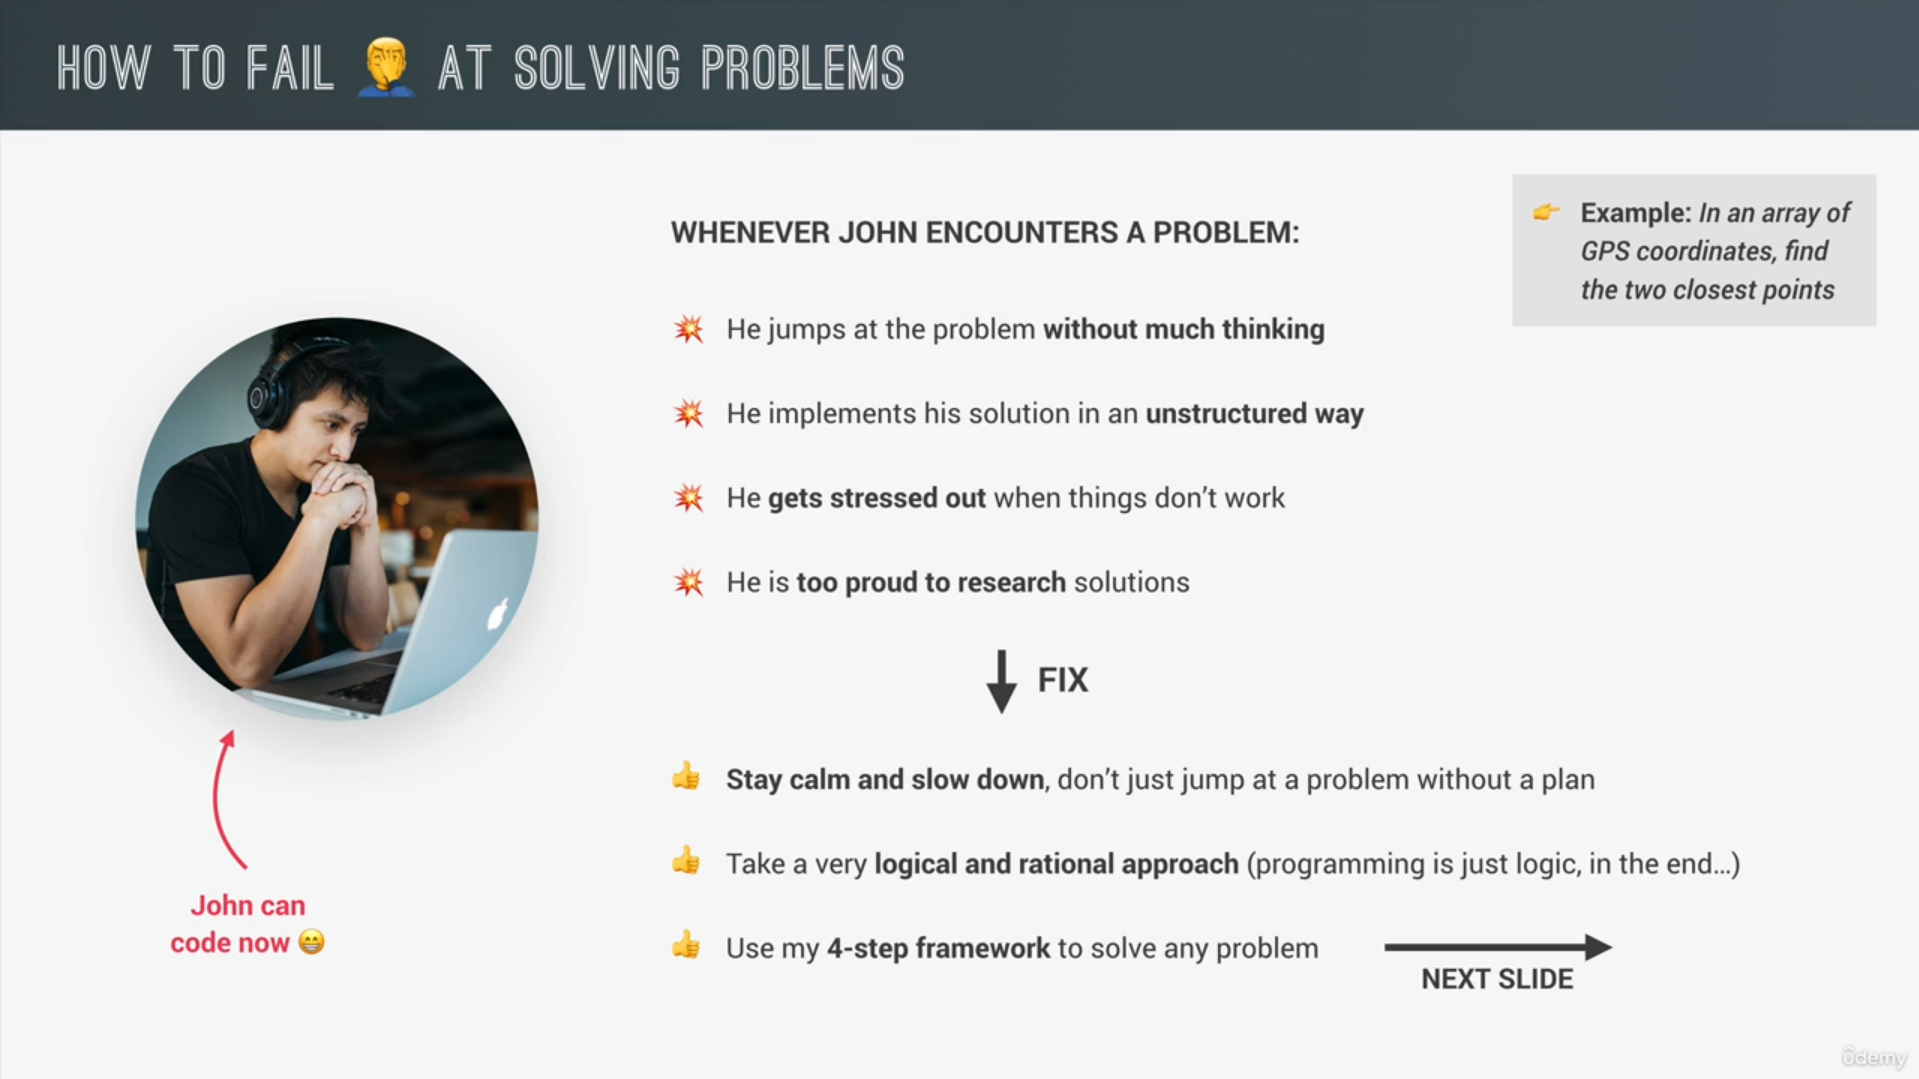 HOW TO FAIL 🤦‍♂️ AT SOLVING PROBLEMS
👉 Example: In an array of
GPS coordinates, find
the two closest points
WHENEVER JOHN ENCOUNTERS A PROBLEM:
💥 He jumps at the problem without much thinking
💥 He implements his solution in an unstructured way
💥 He gets stressed out when things don’t work
💥 He is too proud to research solutions
FIX
👍 Stay calm and slow down, don’t just jump at a problem without a plan
👍 Take a very logical and rational approach (programming is just logic, in the end…)
👍 Use my 4-step framework to solve any problem
NEXT SLIDE
John can
code now 😁
ûdemy